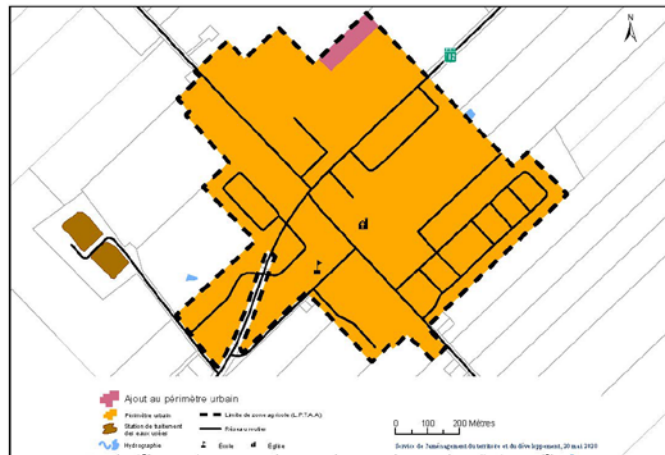 N
132
Ajout au périmètre urbain
Périmètre urbain
Limite de zone agricole (L.P.T.A.A)
Station de traitement
des eaux usées
Réseau routier
Hydrographie
École
Église
0 100 200 Mètres
Service de l'aménagement du territoire et du développement, 20 mai 2020